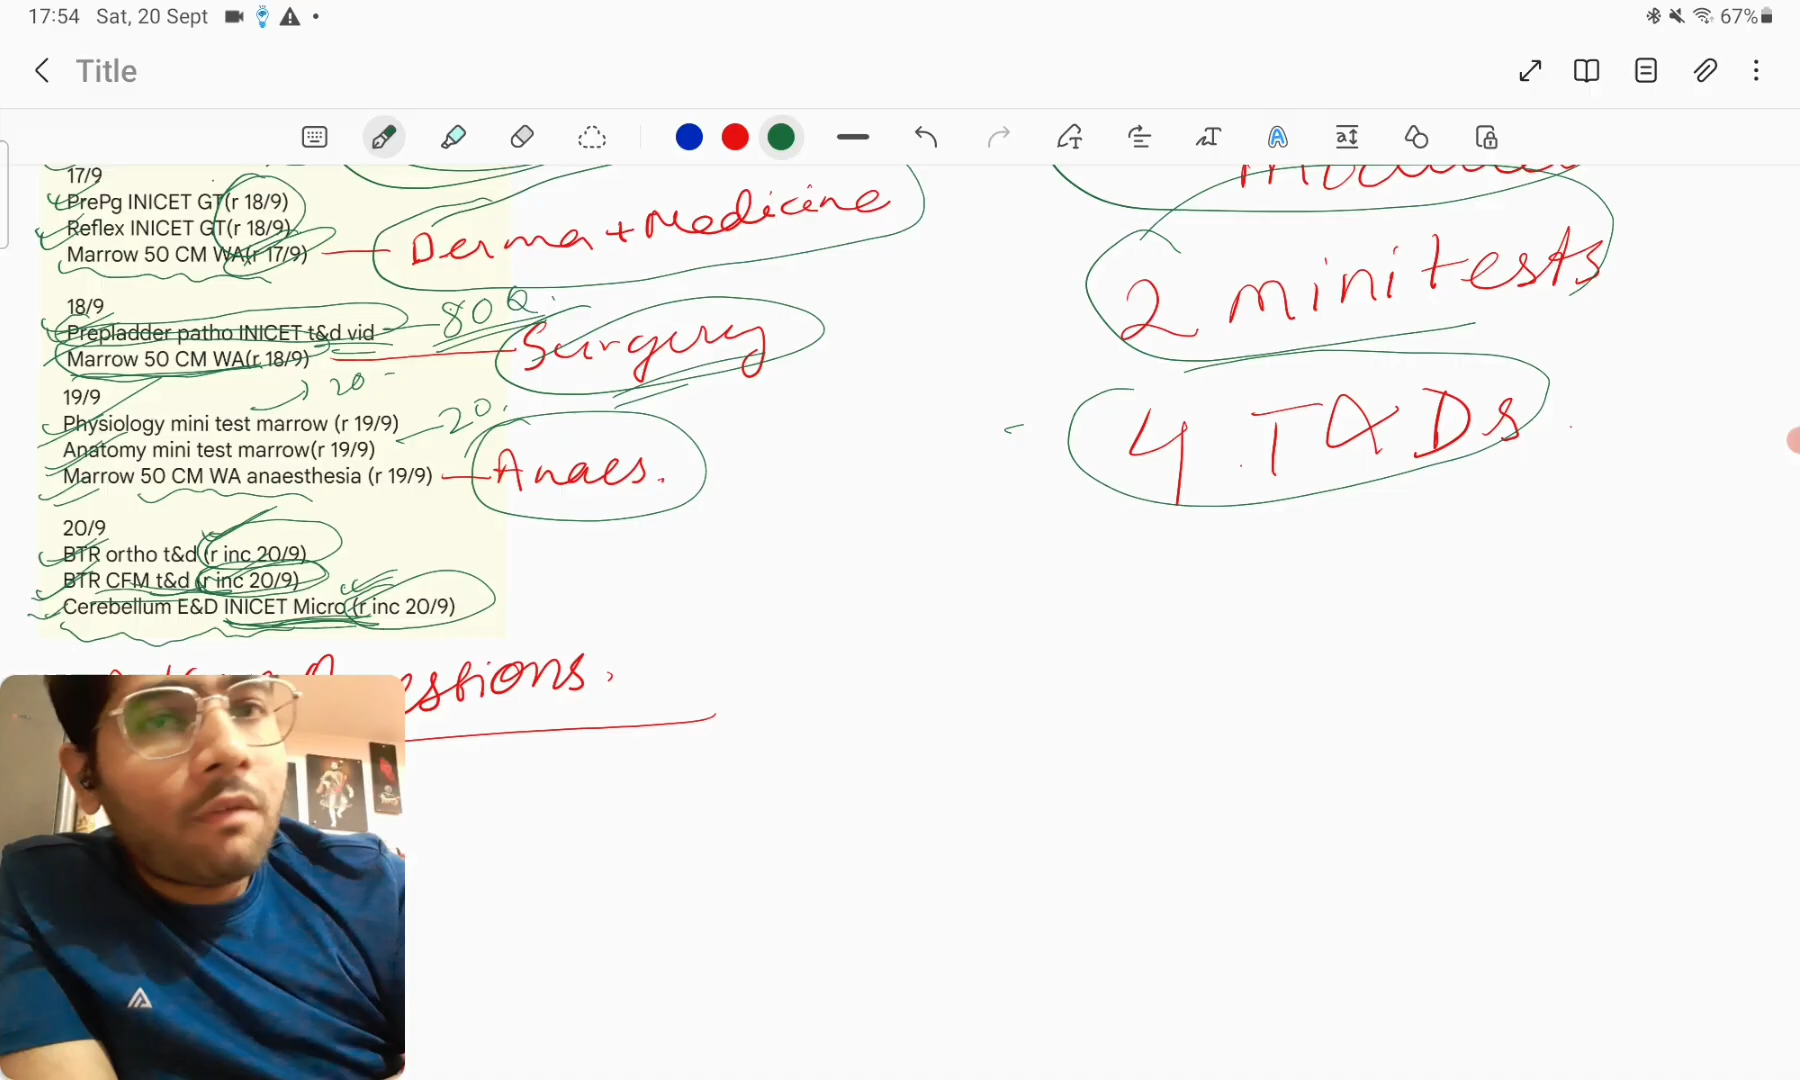 17:54 Sat, 20 Sept 67%
Title
17/9
PrePg INICET GT(r 18/9)
Reflex INICET GT(r 18/9)
Marrow 50 CM WA(r 17/9)
Derma + Medicine
18/9
Prepladder patho INICET t&d vid
80 Q.
Marrow 50 CM WA(r 18/9)
Surgery
20
19/9
Physiology mini test marrow (r 19/9)
20.
Anatomy mini test marrow(r 19/9)
Marrow 50 CM WA anaesthesia (r 19/9)
Anaes.
20/9
BTR ortho t&d (r inc 20/9)
BTR CFM t&d (r inc 20/9)
Cerebellum E&D INICET Micro (r inc 20/9)
2 mini tests
4 T&Ds